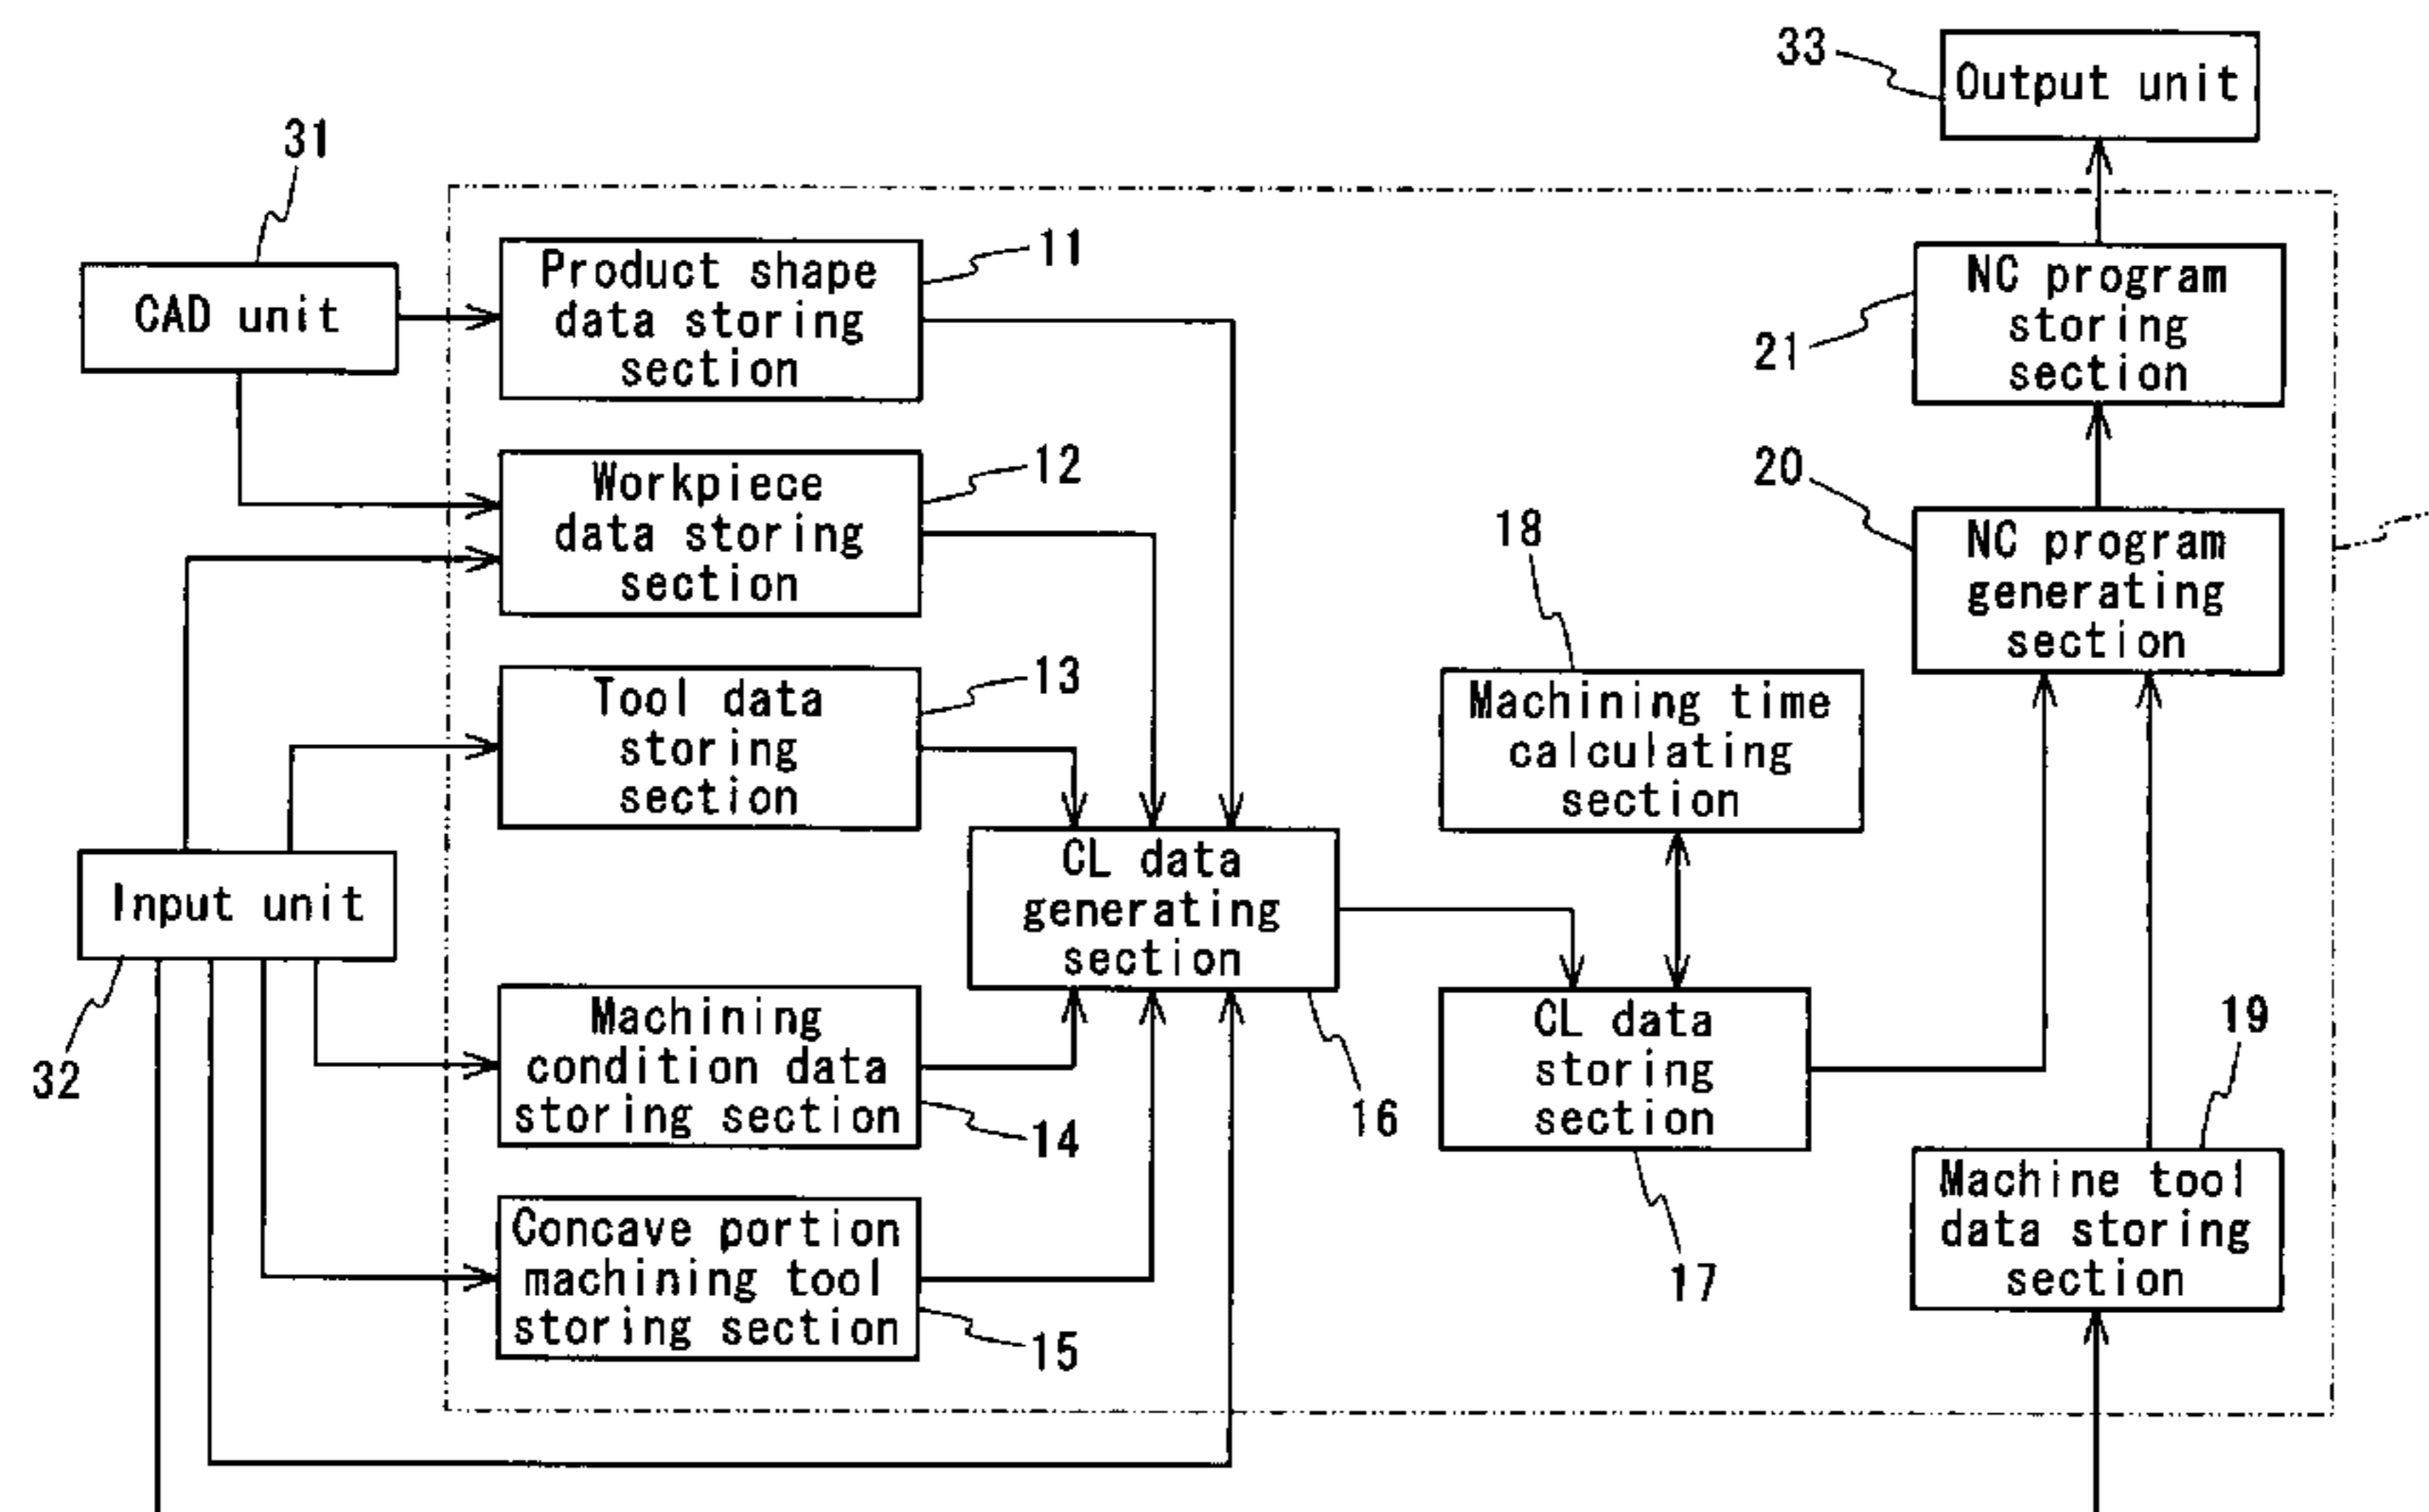 33
Output unit
31
CAD unit
Product shape
data storing
section
11
NC program
storing
section
21
Workpiece
data storing
section
12
20
NC program
generating
section
18
Machining time
calculating
section
Tool data
storing
section
13
Input unit
32
CL data
generating
section
16
Machining
condition data
storing section
14
CL data
storing
section
17
19
Machine tool
data storing
section
Concave portion
machining tool
storing section
15